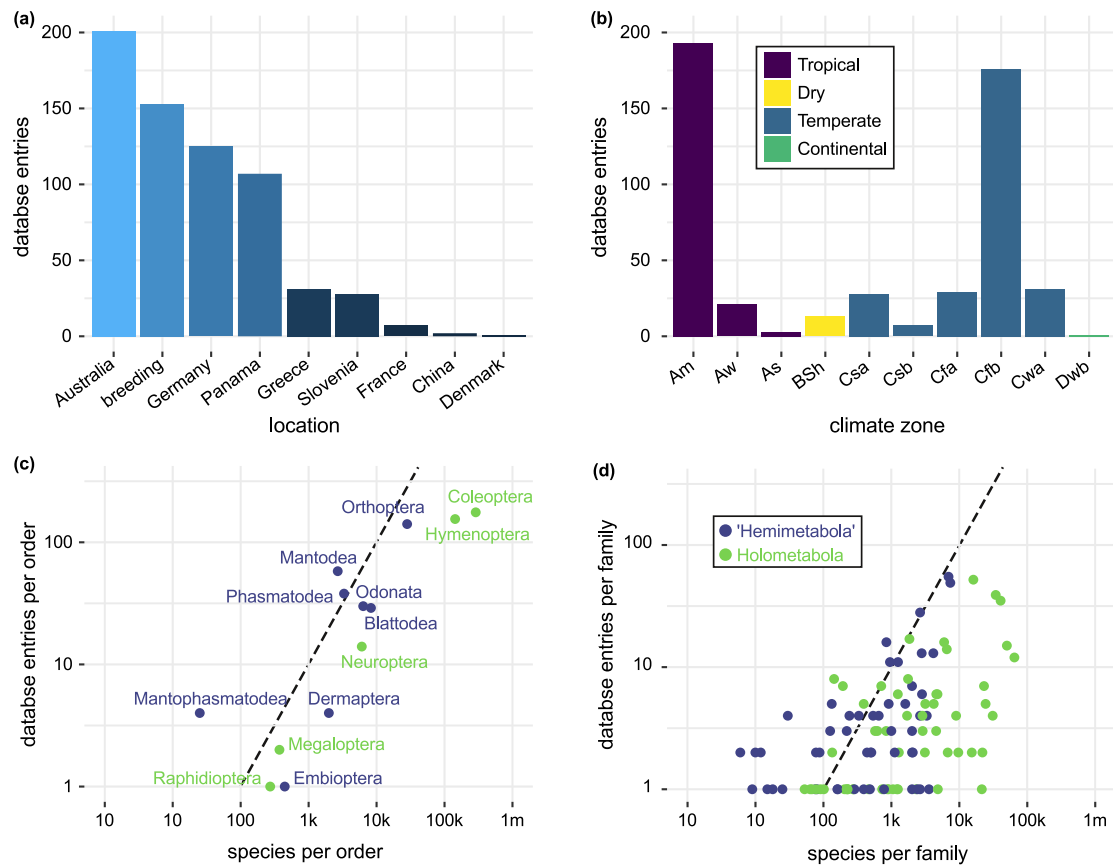 (a)
databse entries
200
150
100
50
0
Australia
breeding
Germany
Panama
Greece
Slovenia
France
China
Denmark
location
(b)
databse entries
200
150
100
50
0
Tropical
Dry
Temperate
Continental
Am
Aw
As
BSh
Csa
Csb
Cfa
Cfb
Cwa
Dwb
climate zone
(c)
databse entries per order
100
10
1
Coleoptera
Orthoptera
Hymenoptera
Mantodea
Phasmatodea
Odonata
Blattodea
Neuroptera
Mantophasmatodea
Dermaptera
Megaloptera
Raphidioptera
Embioptera
10
100
1k
10k
100k
1m
species per order
(d)
databse entries per family
100
10
1
'Hemimetabola'
Holometabola
10
10
100
1k
10k
100k
1m
species per family